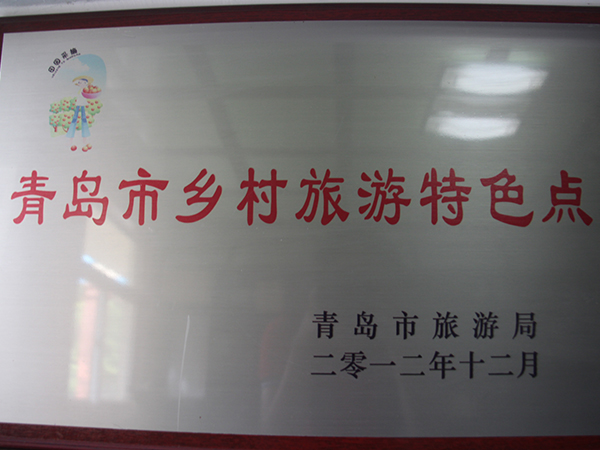 青岛市乡村旅游特色点
青岛市旅游局
二零一二年十二月